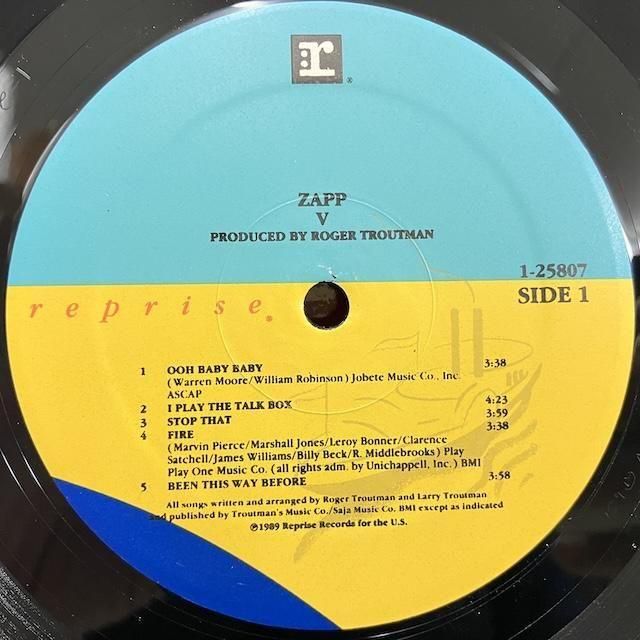 r ®
ZAPP
V
PRODUCED BY ROGER TROUTMAN
1-25807
SIDE 1
reprise®
1 OOH BABY BABY 3:38
(Warren Moore/William Robinson) Jobete Music Co., Inc.
ASCAP
2 I PLAY THE TALK BOX 4:23
3 STOP THAT 3:59
4 FIRE 3:38
(Marvin Pierce/Marshall Jones/Leroy Bonner/Clarence
Satchell/James Williams/Billy Beck/R. Middlebrooks) Play
Play One Music Co. (all rights adm. by Unichappell, Inc.) BMI
5 BEEN THIS WAY BEFORE 3:58
All songs written and arranged by Roger Troutman and Larry Troutman
and published by Troutman's Music Co./Saja Music Co. BMI except as indicated
℗1989 Reprise Records for the U.S.